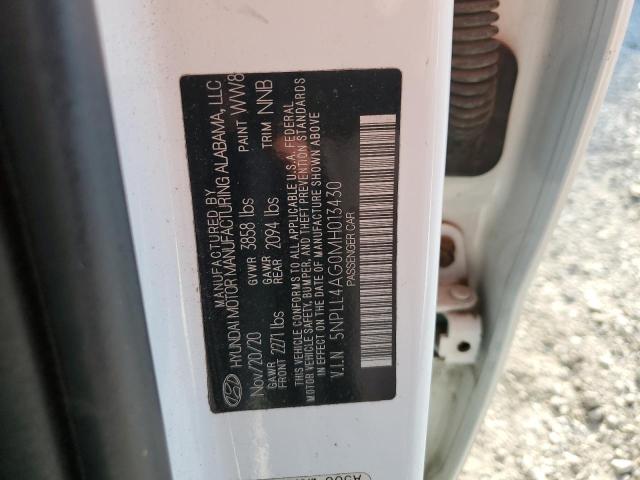 MANUFACTURED BY
HYUNDAI MOTOR MANUFACTURING ALABAMA, LLC
Nov/20/20 GVWR 3858 lbs PAINT WW8
GAWR FRONT 2271 lbs GAWR REAR 2094 lbs TRIM NNB
THIS VEHICLE CONFORMS TO ALL APPLICABLE U.S.A. FEDERAL
MOTOR VEHICLE SAFETY, BUMPER, AND THEFT PREVENTION STANDARDS
IN EFFECT ON THE DATE OF MANUFACTURE SHOWN ABOVE
V.I.N. 5NPLL4AG0MH013430
PASSENGER CAR